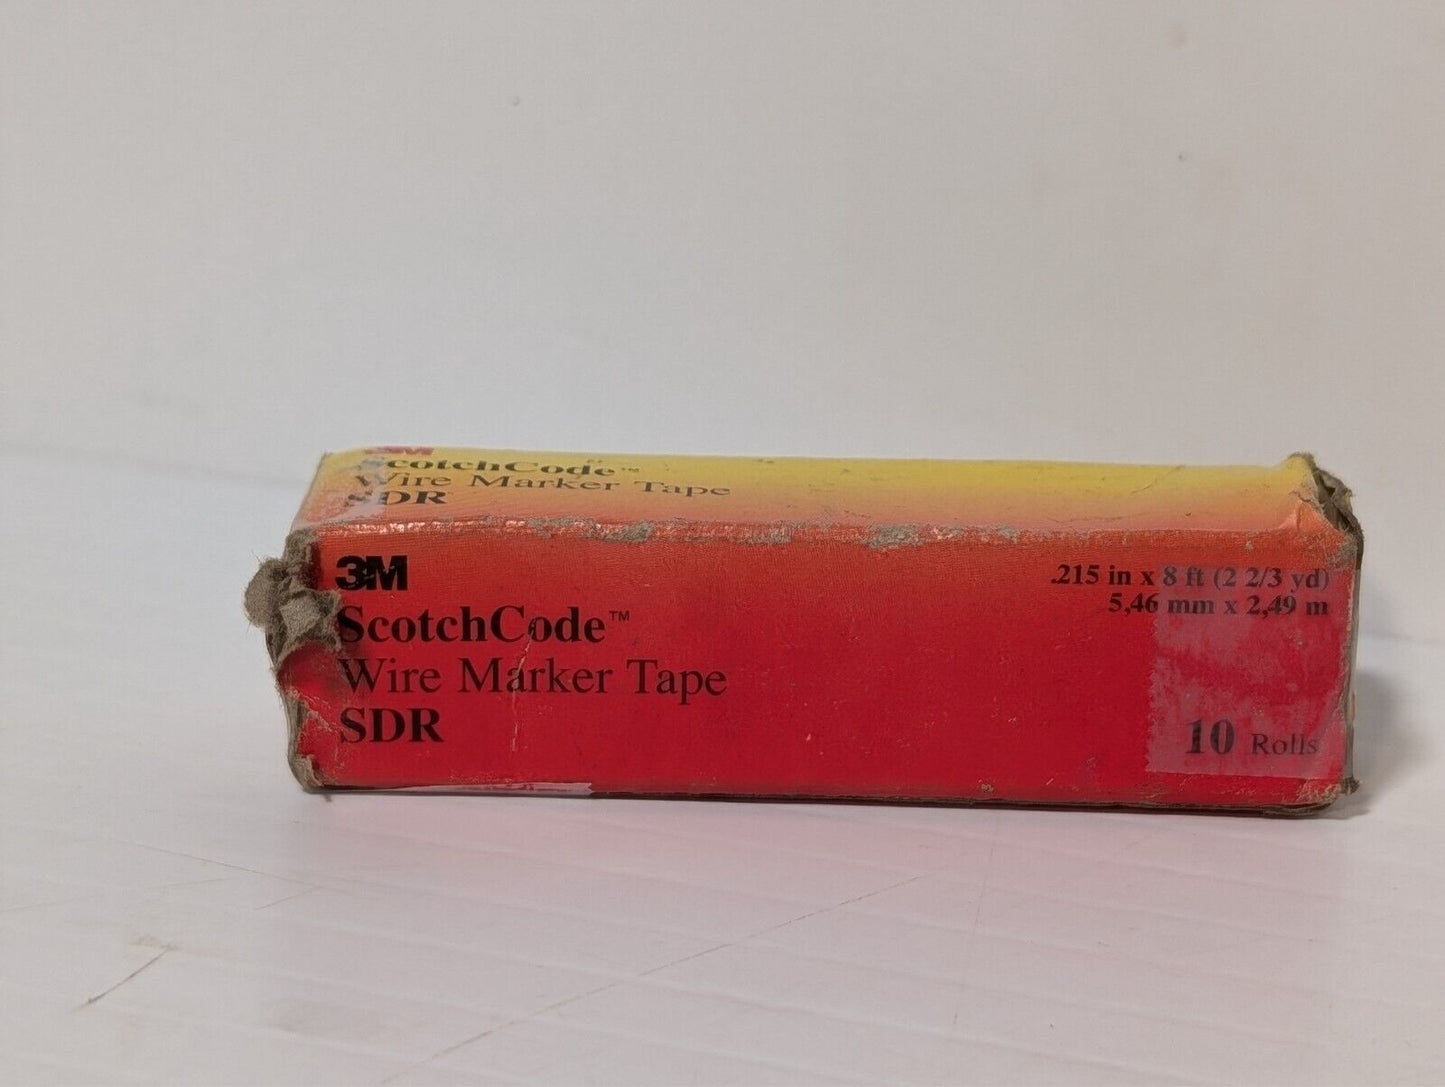 3M
ScotchCode™
Wire Marker Tape
SDR
3M
ScotchCode™
Wire Marker Tape
SDR
.215 in x 8 ft (2 2/3 yd)
5,46 mm x 2,49 m
10 Rolls